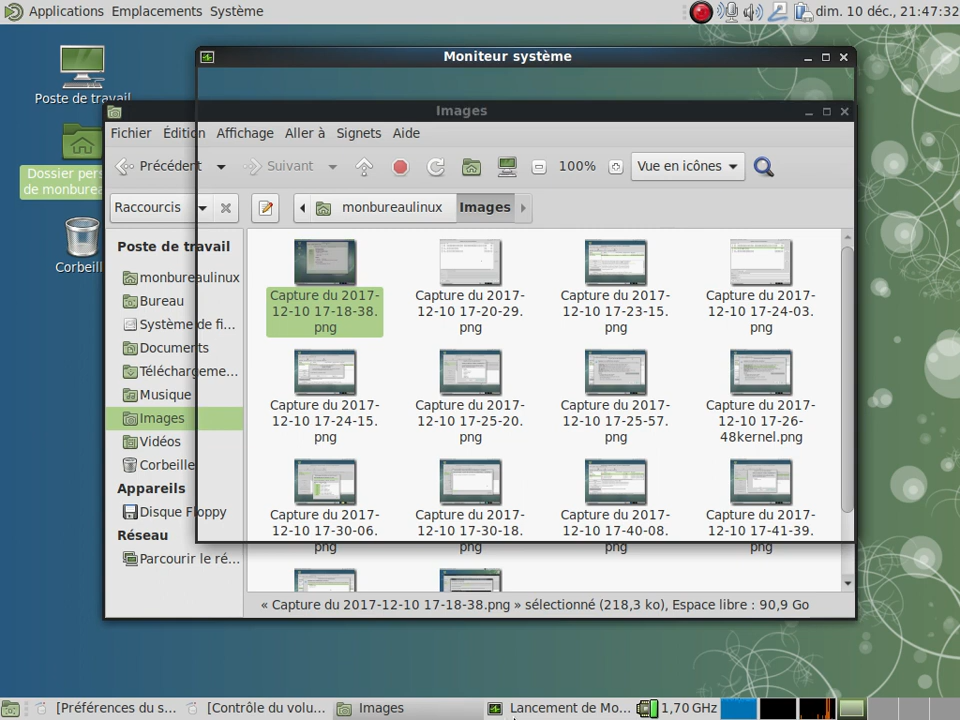 Applications Emplacements Système
dim. 10 déc., 21:47:32
Moniteur système
Poste de travail
Images
Fichier Édition Affichage Aller à Signets Aide
Précédent Suivant 100% Vue en icônes
Dossier pers
de monburea
Raccourcis monbureaulinux Images
Corbeill
Poste de travail
monbureaulinux
Bureau
Système de fi...
Documents
Téléchargeme...
Musique
Images
Vidéos
Corbeille
Appareils
Disque Floppy
Réseau
Parcourir le ré...
Capture du 2017-
12-10 17-18-38.
png
Capture du 2017-
12-10 17-20-29.
png
Capture du 2017-
12-10 17-23-15.
png
Capture du 2017-
12-10 17-24-03.
png
Capture du 2017-
12-10 17-24-15.
png
Capture du 2017-
12-10 17-25-20.
png
Capture du 2017-
12-10 17-25-57.
png
Capture du 2017-
12-10 17-26-
48kernel.png
Capture du 2017-
12-10 17-30-06.
png
Capture du 2017-
12-10 17-30-18.
png
Capture du 2017-
12-10 17-40-08.
png
Capture du 2017-
12-10 17-41-39.
png
« Capture du 2017-12-10 17-18-38.png » sélectionné (218,3 ko), Espace libre : 90,9 Go
[Préférences du s... [Contrôle du volu... Images Lancement de Mo... 1,70 GHz